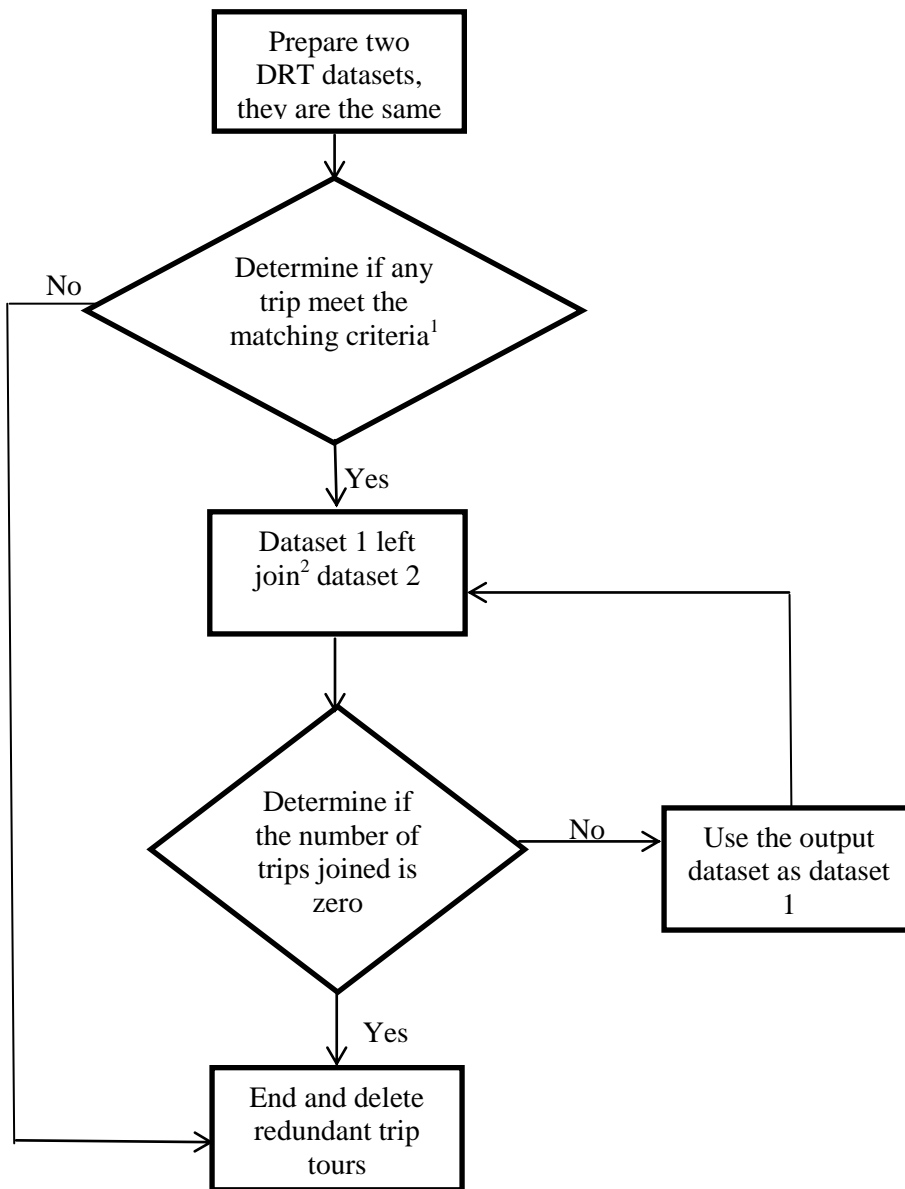 Prepare two
DRT datasets,
they are the same
Determine if any
trip meet the
matching criteria1
No
Yes
Dataset 1 left
join2 dataset 2
Determine if
the number of
trips joined is
zero
No
Use the output
dataset as dataset
1
Yes
End and delete
redundant trip
tours